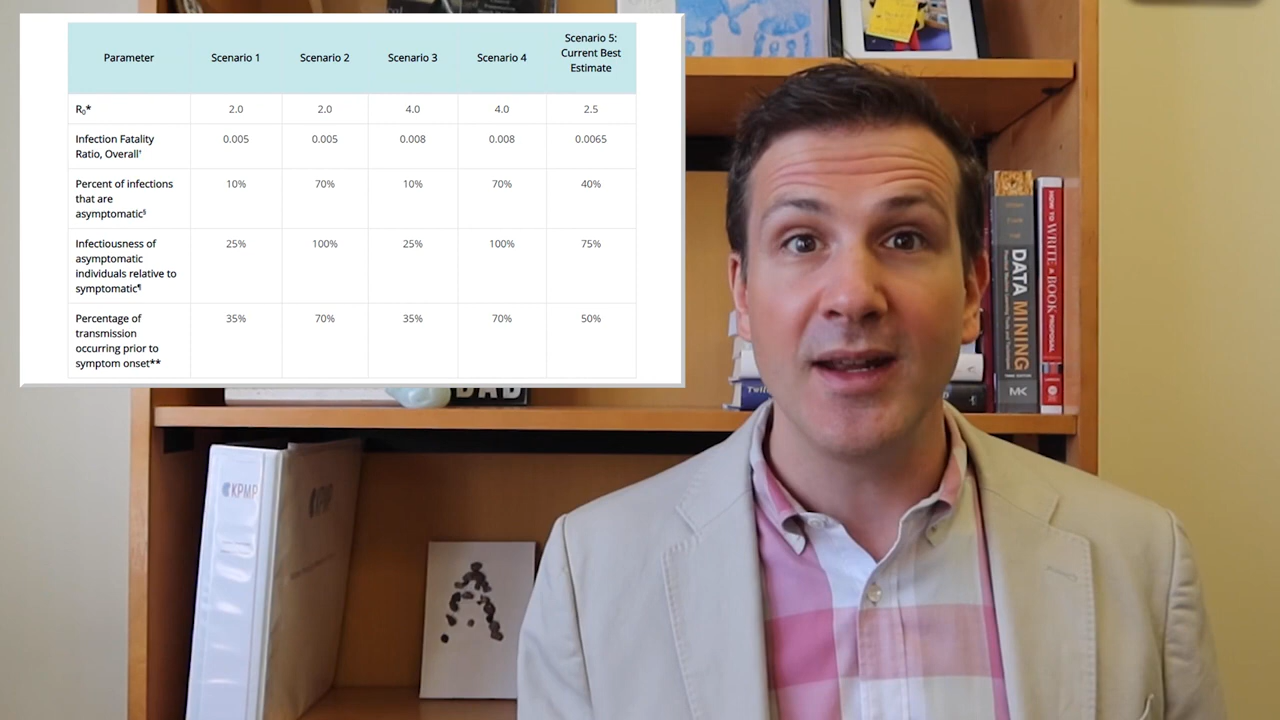 Parameter Scenario 1 Scenario 2 Scenario 3 Scenario 4 Scenario 5:
Current Best
Estimate
R0* 2.0 2.0 4.0 4.0 2.5
Infection Fatality 0.005 0.005 0.008 0.008 0.0065
Ratio, Overall†
Percent of infections 10% 70% 10% 70% 40%
that are
asymptomatic§
Infectiousness of 25% 100% 25% 100% 75%
asymptomatic
individuals relative to
symptomatic¶
Percentage of 35% 70% 35% 70% 50%
transmission
occurring prior to
symptom onset**
DATA MINING
MK
HOW TO WRITE A BOOK PROPOSAL
DAD
KPMP
KPMP
A